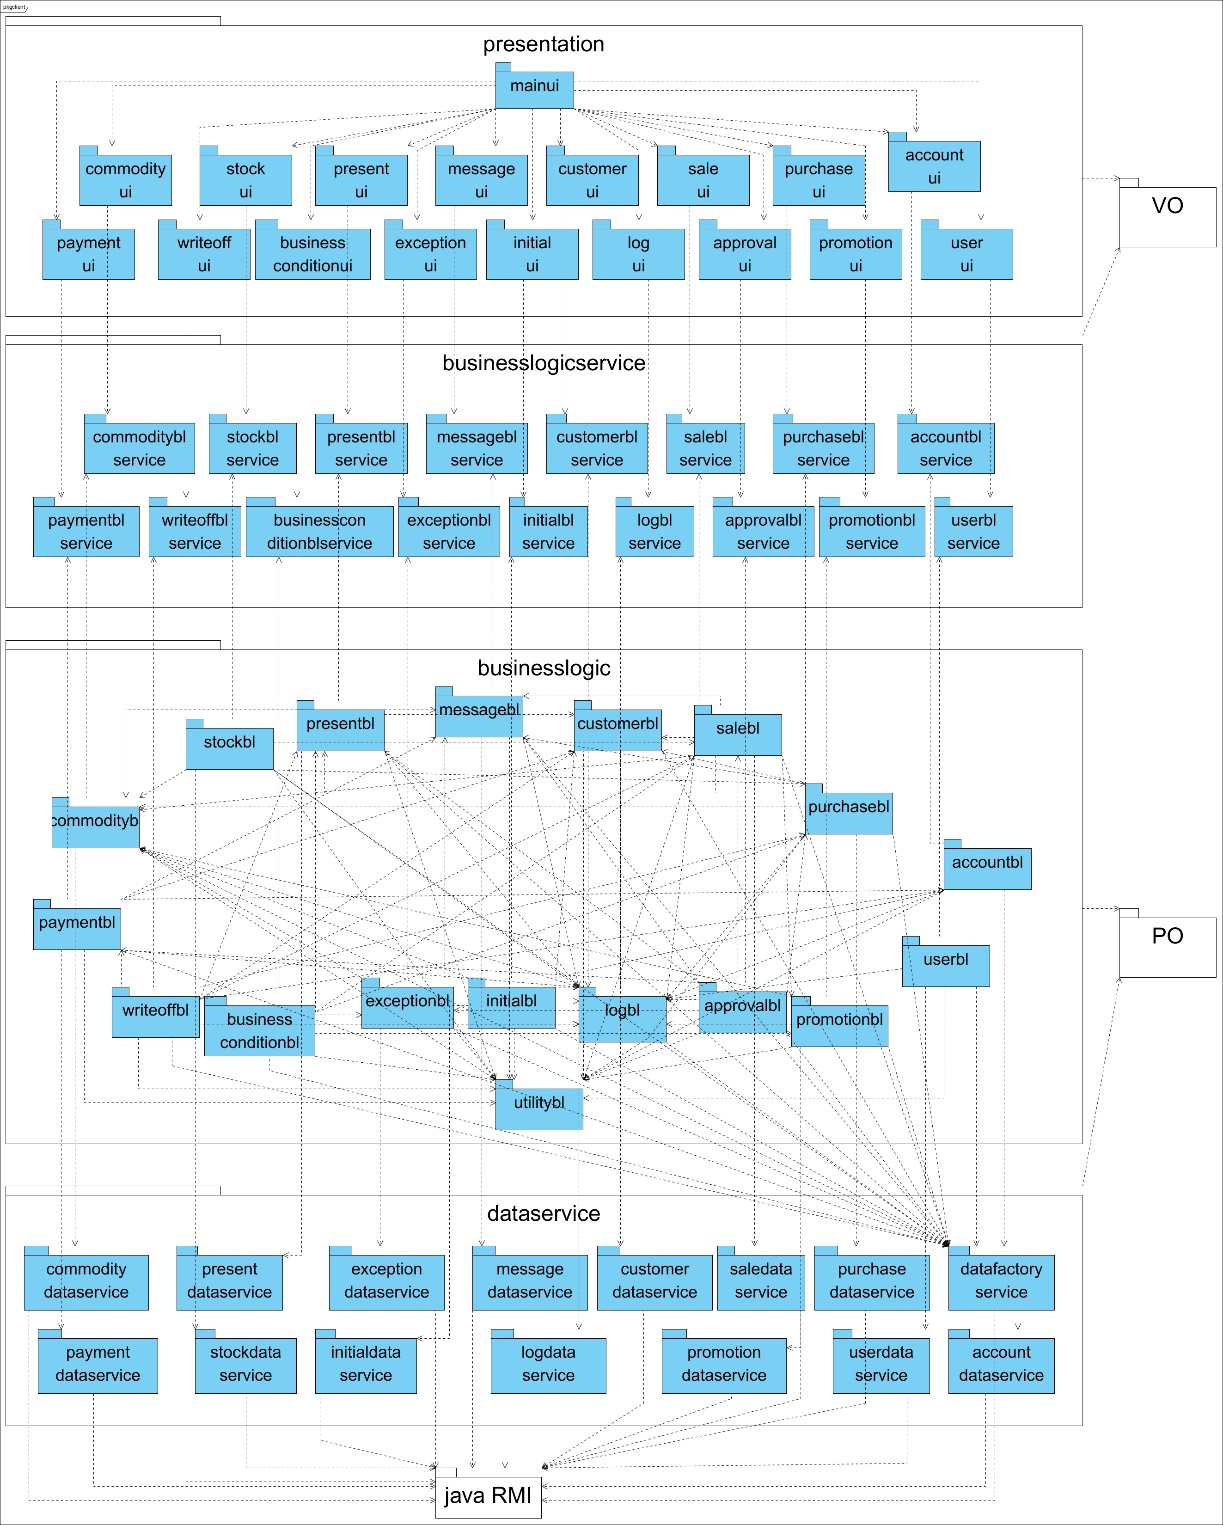 pkgclient
presentation
mainui
commodity
ui
stock
ui
present
ui
message
ui
customer
ui
sale
ui
purchase
ui
account
ui
payment
ui
writeoff
ui
business
conditionui
exception
ui
initial
ui
log
ui
approval
ui
promotion
ui
user
ui
VO
businesslogicservice
commoditybl
service
stockbl
service
presentbl
service
messagebl
service
customerbl
service
salebl
service
purchasebl
service
accountbl
service
paymentbl
service
writeoffbl
service
businesscon
ditionblservice
exceptionbl
service
initialbl
service
logbl
service
approvalbl
service
promotionbl
service
userbl
service
businesslogic
messagebl
presentbl
customerbl
salebl
stockbl
purchasebl
commodityb
accountbl
paymentbl
PO
userbl
exceptionbl
initialbl
approvalbl
writeoffbl
logbl
business
conditionbl
promotionbl
utilitybl
dataservice
commodity
dataservice
present
dataservice
exception
dataservice
message
dataservice
customer
dataservice
saledata
service
purchase
dataservice
datafactory
service
payment
dataservice
stockdata
service
initialdata
service
logdata
service
promotion
dataservice
userdata
service
account
dataservice
java RMI